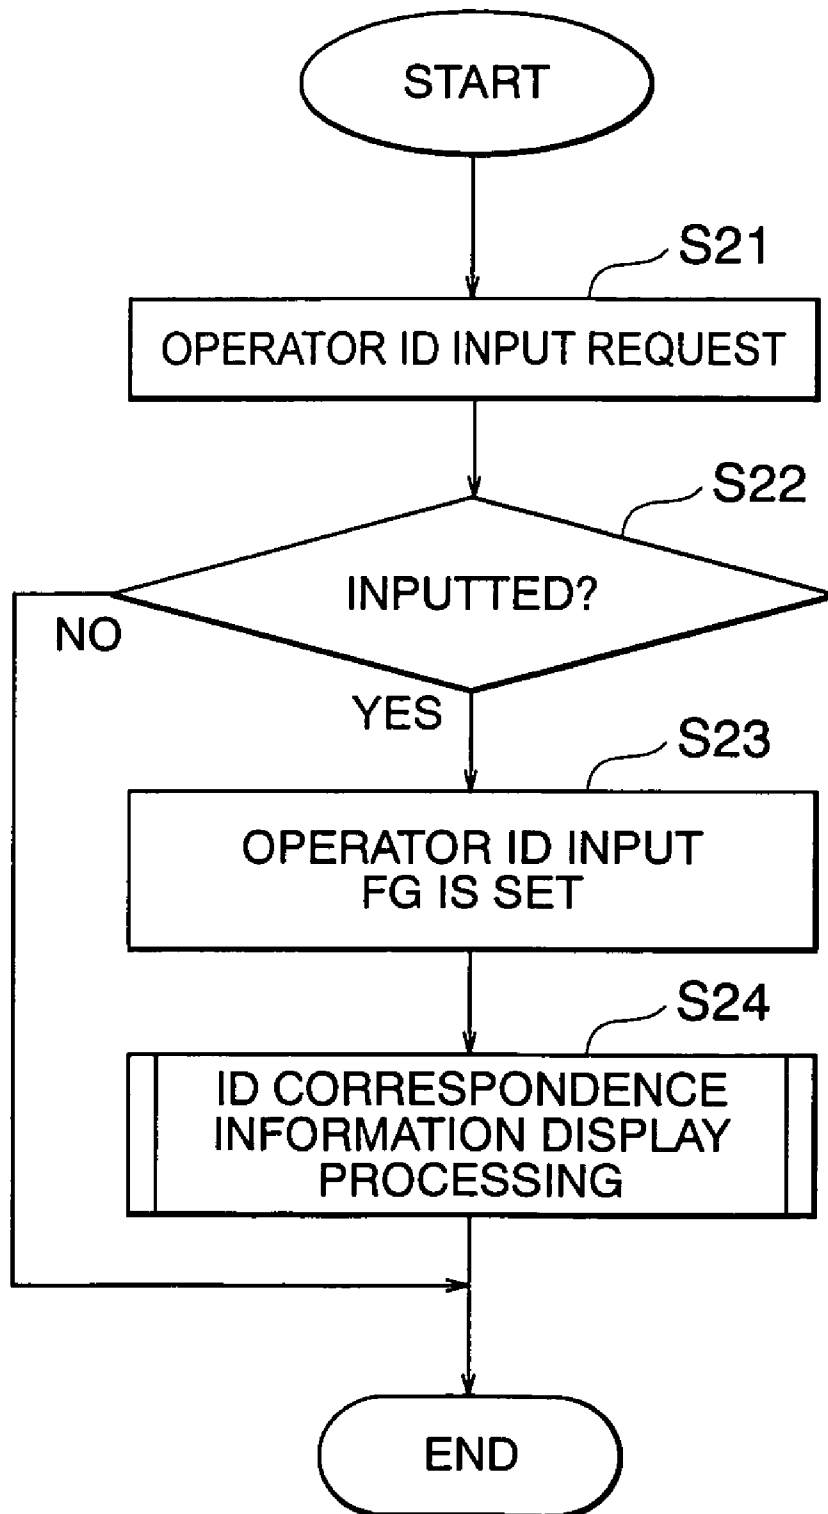 START
S21
OPERATOR ID INPUT REQUEST
S22
INPUTTED?
NO
YES
S23
OPERATOR ID INPUT
FG IS SET
S24
ID CORRESPONDENCE
INFORMATION DISPLAY
PROCESSING
END